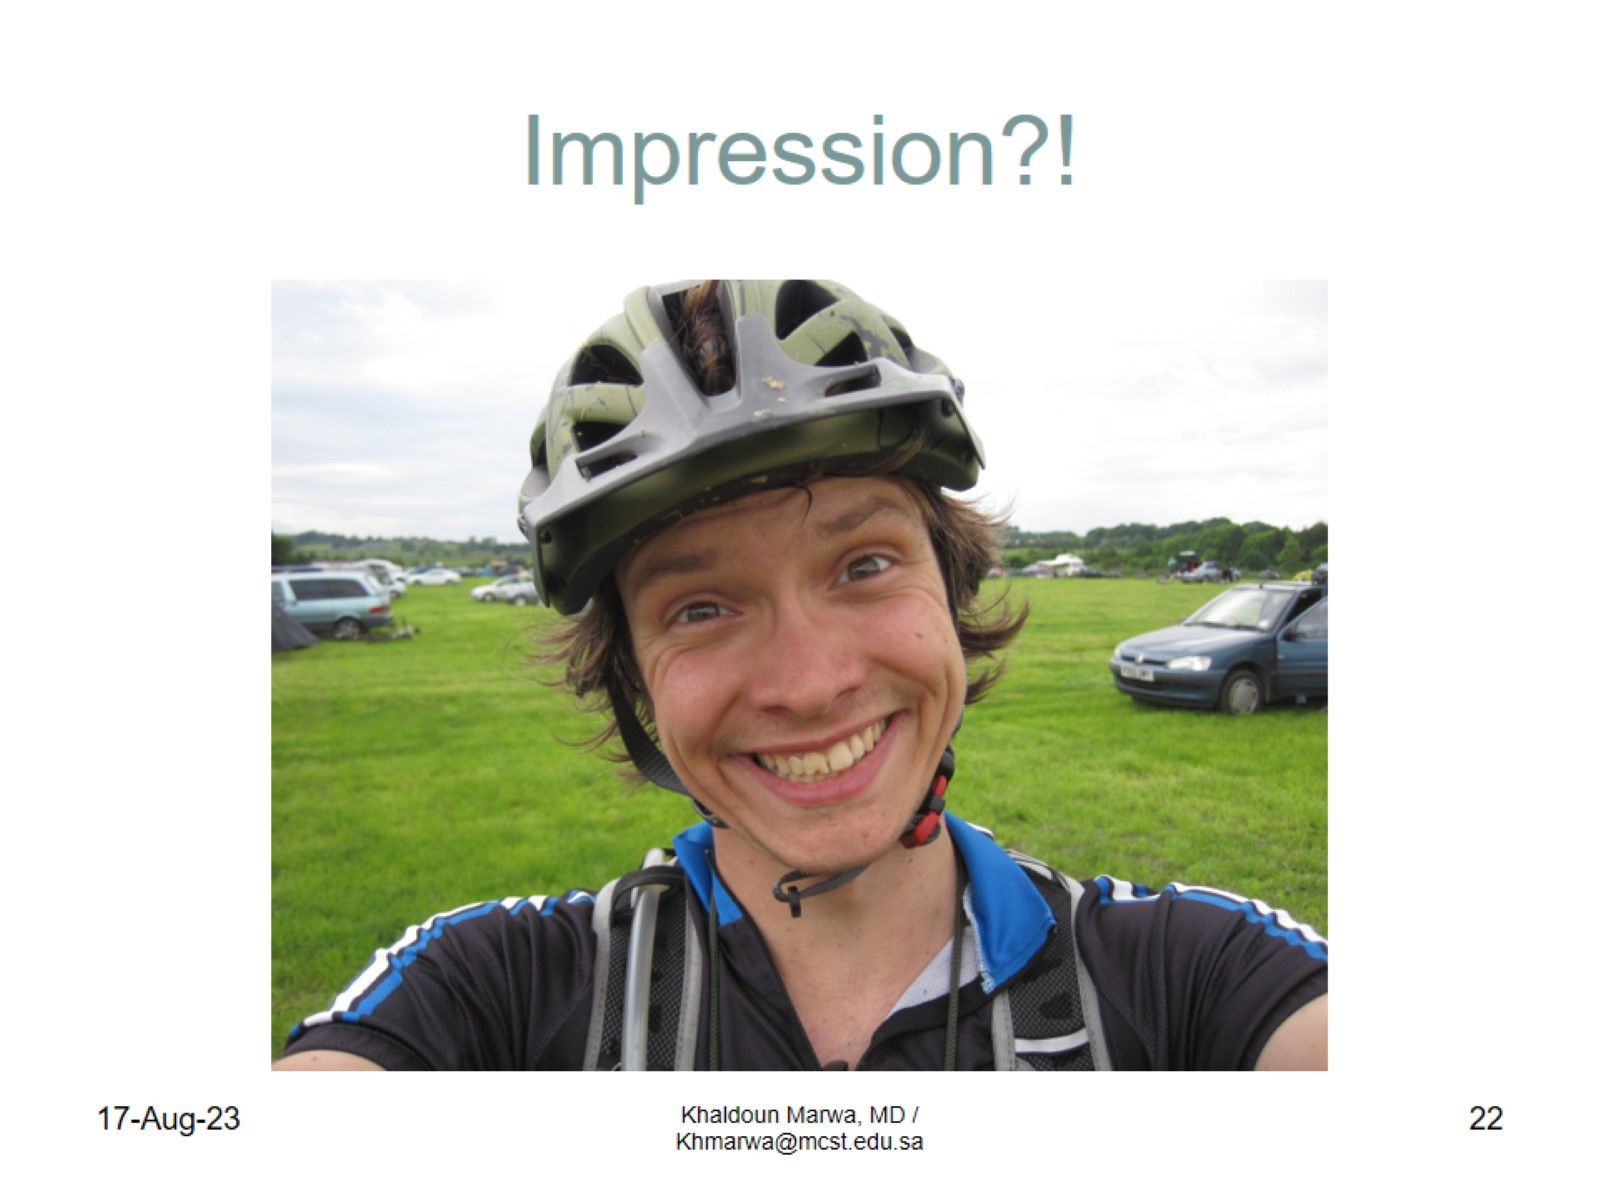 Impression?!
17-Aug-23
Khaldoun Marwa, MD /
Khmarwa@mcst.edu.sa
22